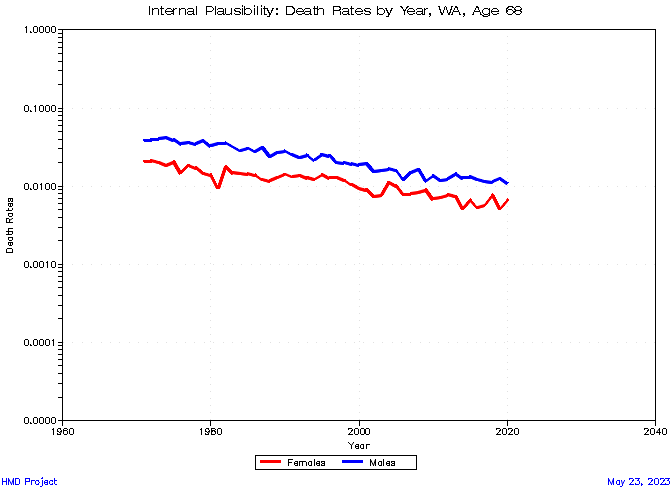 Internal Plausibility: Death Rates by Year, WA, Age 68
1.0000
0.1000
0.0100
0.0010
0.0001
0.0000
Death Rates
1960 1980 2000 2020 2040
Year
Females Males
HMD Project May 23, 2023